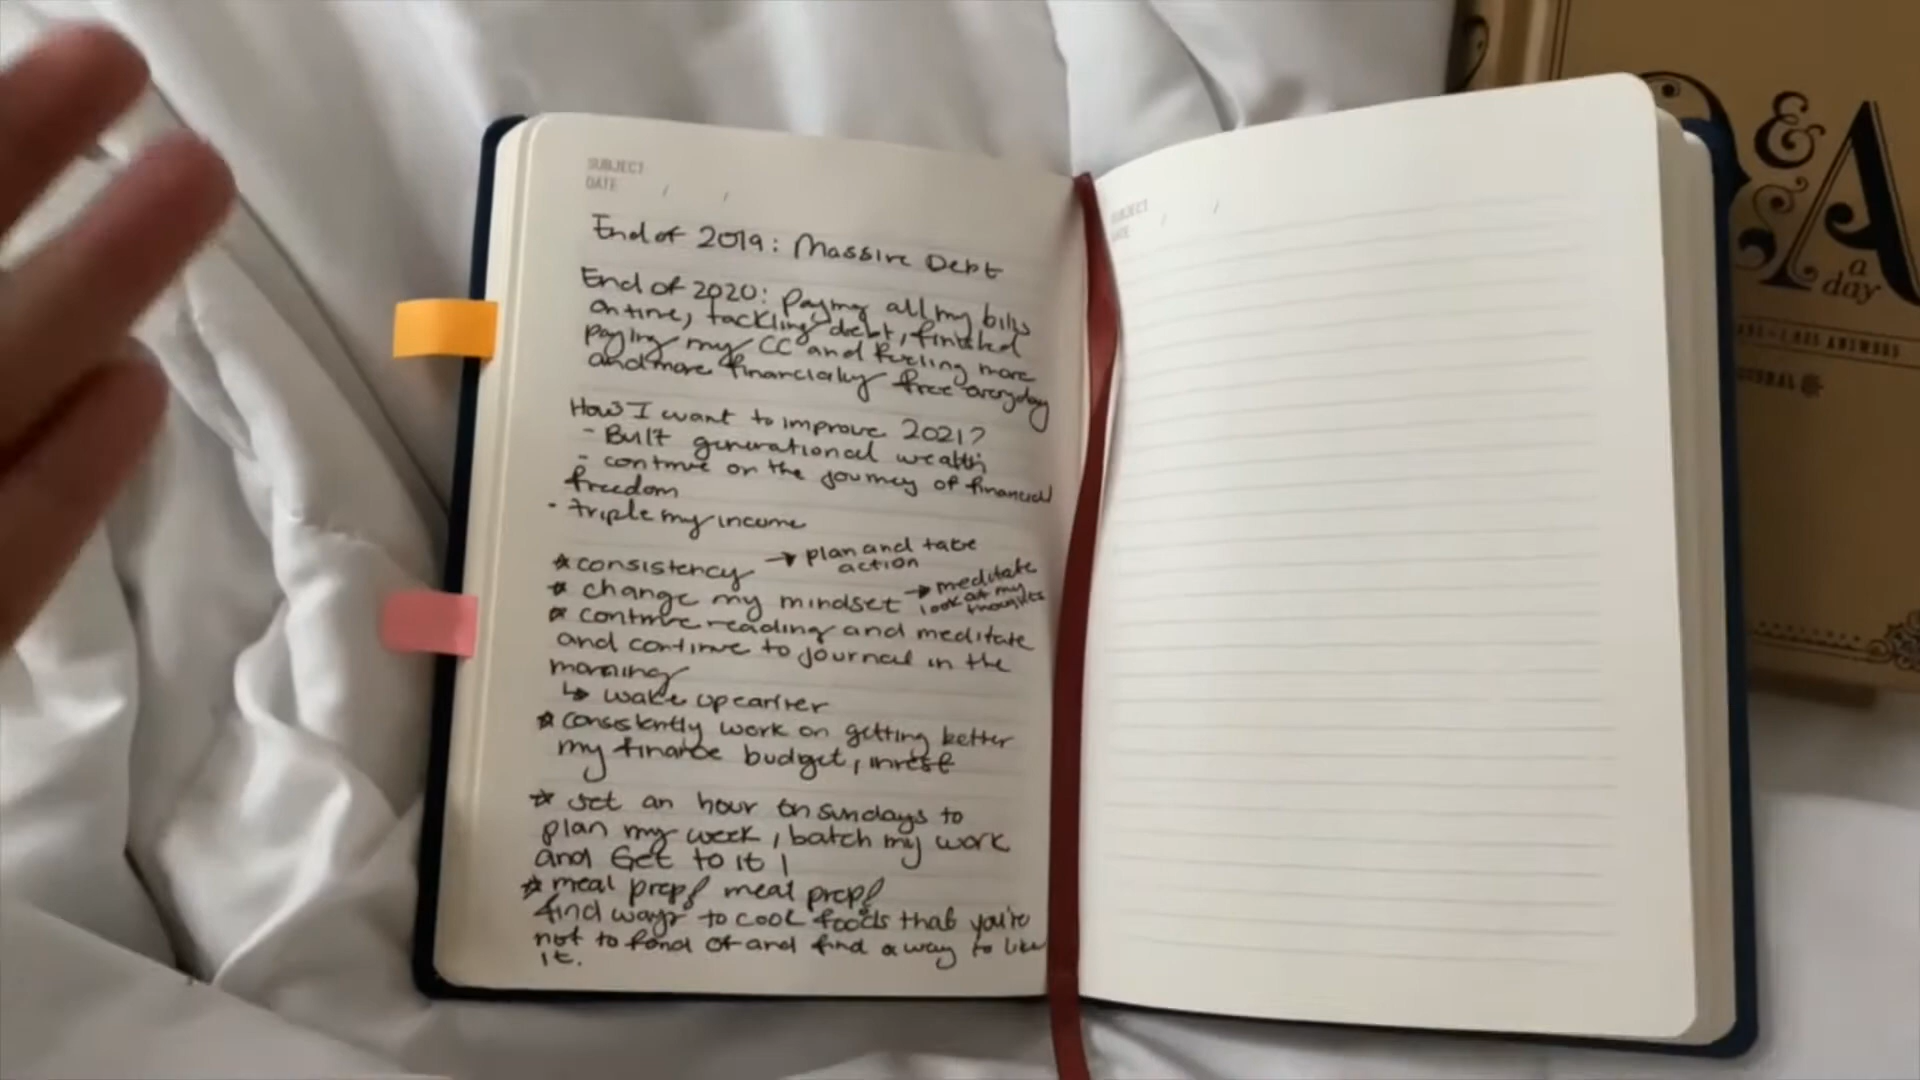 SUBJECT
DATE / /
End of 2019: Massive Debt
End of 2020: paying all my bills
on time, tackling debt, finished
paying my CC and feeling more
and more financially free everyday
How I want to improve 2021?
- Built generational wealth
- continue on the journey of financial
freedom
- triple my income
* consistency → plan and take
action
* change my mindset → meditate
look at my
thoughts
* continue reading and meditate
and continue to journal in the
morning
↳ wake up earlier
* consistently work on getting better
my finance budget, invest
* set an hour on sundays to
plan my week, batch my work
and Get to it!
* meal prep! meal prep!
find ways to cook foods that you're
not to fond of and find a way to like
it.
SUBJECT
DATE / /
Q&A
a
day